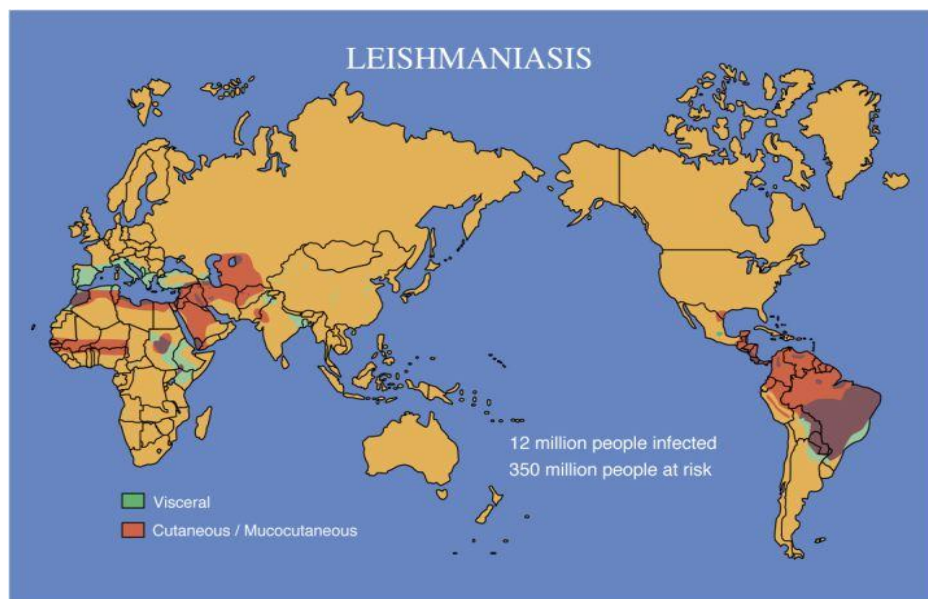 LEISHMANIASIS
12 million people infected
350 million people at risk
Visceral
Cutaneous / Mucocutaneous